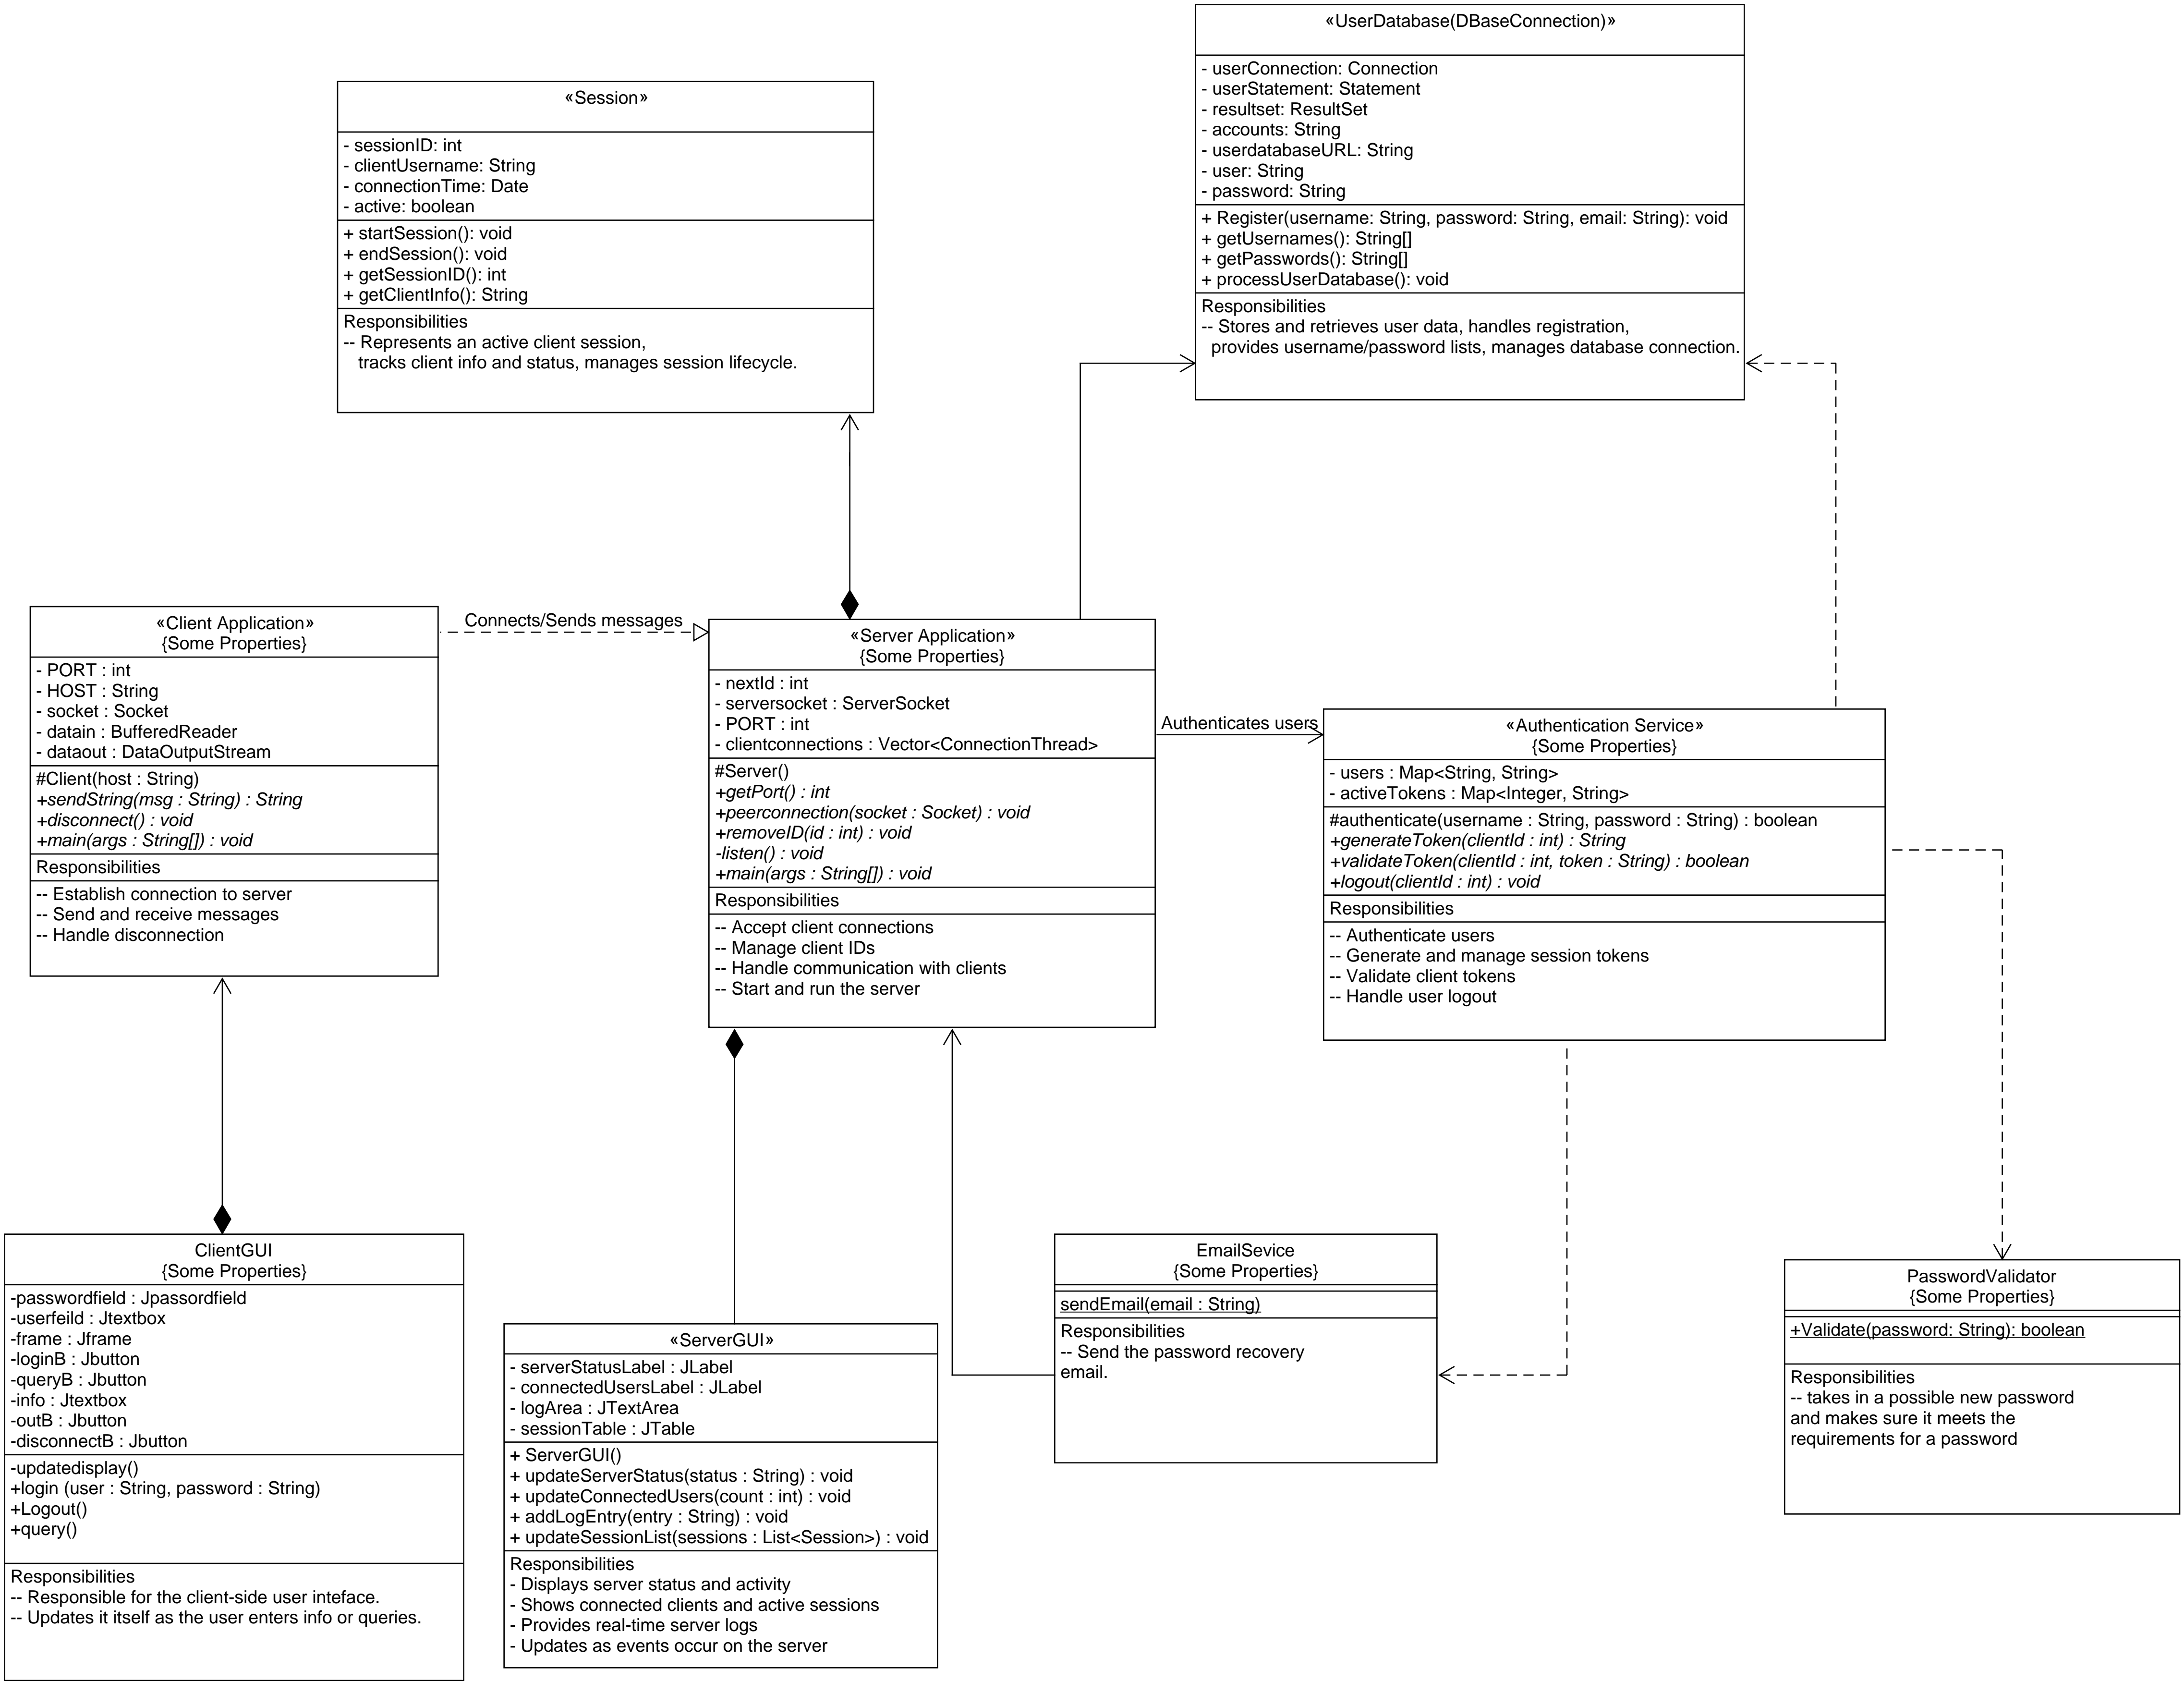 «UserDatabase(DBaseConnection)»
- userConnection: Connection
- userStatement: Statement
- resultset: ResultSet
- accounts: String
- userdatabaseURL: String
- user: String
- password: String
+ Register(username: String, password: String, email: String): void
+ getUsernames(): String[]
+ getPasswords(): String[]
+ processUserDatabase(): void
Responsibilities
-- Stores and retrieves user data, handles registration,
provides username/password lists, manages database connection.
«Session»
- sessionID: int
- clientUsername: String
- connectionTime: Date
- active: boolean
+ startSession(): void
+ endSession(): void
+ getSessionID(): int
+ getClientInfo(): String
Responsibilities
-- Represents an active client session,
tracks client info and status, manages session lifecycle.
«Client Application»
{Some Properties}
- PORT : int
- HOST : String
- socket : Socket
- datain : BufferedReader
- dataout : DataOutputStream
#Client(host : String)
+sendString(msg : String) : String
+disconnect() : void
+main(args : String[]) : void
Responsibilities
-- Establish connection to server
-- Send and receive messages
-- Handle disconnection
Connects/Sends messages
«Server Application»
{Some Properties}
- nextId : int
- serversocket : ServerSocket
- PORT : int
- clientconnections : Vector<ConnectionThread>
#Server()
+getPort() : int
+peerconnection(socket : Socket) : void
+removeID(id : int) : void
-listen() : void
+main(args : String[]) : void
Responsibilities
-- Accept client connections
-- Manage client IDs
-- Handle communication with clients
-- Start and run the server
Authenticates users
«Authentication Service»
{Some Properties}
- users : Map<String, String>
- activeTokens : Map<Integer, String>
#authenticate(username : String, password : String) : boolean
+generateToken(clientId : int) : String
+validateToken(clientId : int, token : String) : boolean
+logout(clientId : int) : void
Responsibilities
-- Authenticate users
-- Generate and manage session tokens
-- Validate client tokens
-- Handle user logout
ClientGUI
{Some Properties}
-passwordfield : Jpassordfield
-userfeild : Jtextbox
-frame : Jframe
-loginB : Jbutton
-queryB : Jbutton
-info : Jtextbox
-outB : Jbutton
-disconnectB : Jbutton
-updatedisplay()
+login (user : String, password : String)
+Logout()
+query()
Responsibilities
-- Responsible for the client-side user inteface.
-- Updates it itself as the user enters info or queries.
«ServerGUI»
- serverStatusLabel : JLabel
- connectedUsersLabel : JLabel
- logArea : JTextArea
- sessionTable : JTable
+ ServerGUI()
+ updateServerStatus(status : String) : void
+ updateConnectedUsers(count : int) : void
+ addLogEntry(entry : String) : void
+ updateSessionList(sessions : List<Session>) : void
Responsibilities
- Displays server status and activity
- Shows connected clients and active sessions
- Provides real-time server logs
- Updates as events occur on the server
EmailSevice
{Some Properties}
sendEmail(email : String)
Responsibilities
-- Send the password recovery
email.
PasswordValidator
{Some Properties}
+Validate(password: String): boolean
Responsibilities
-- takes in a possible new password
and makes sure it meets the
requirements for a password